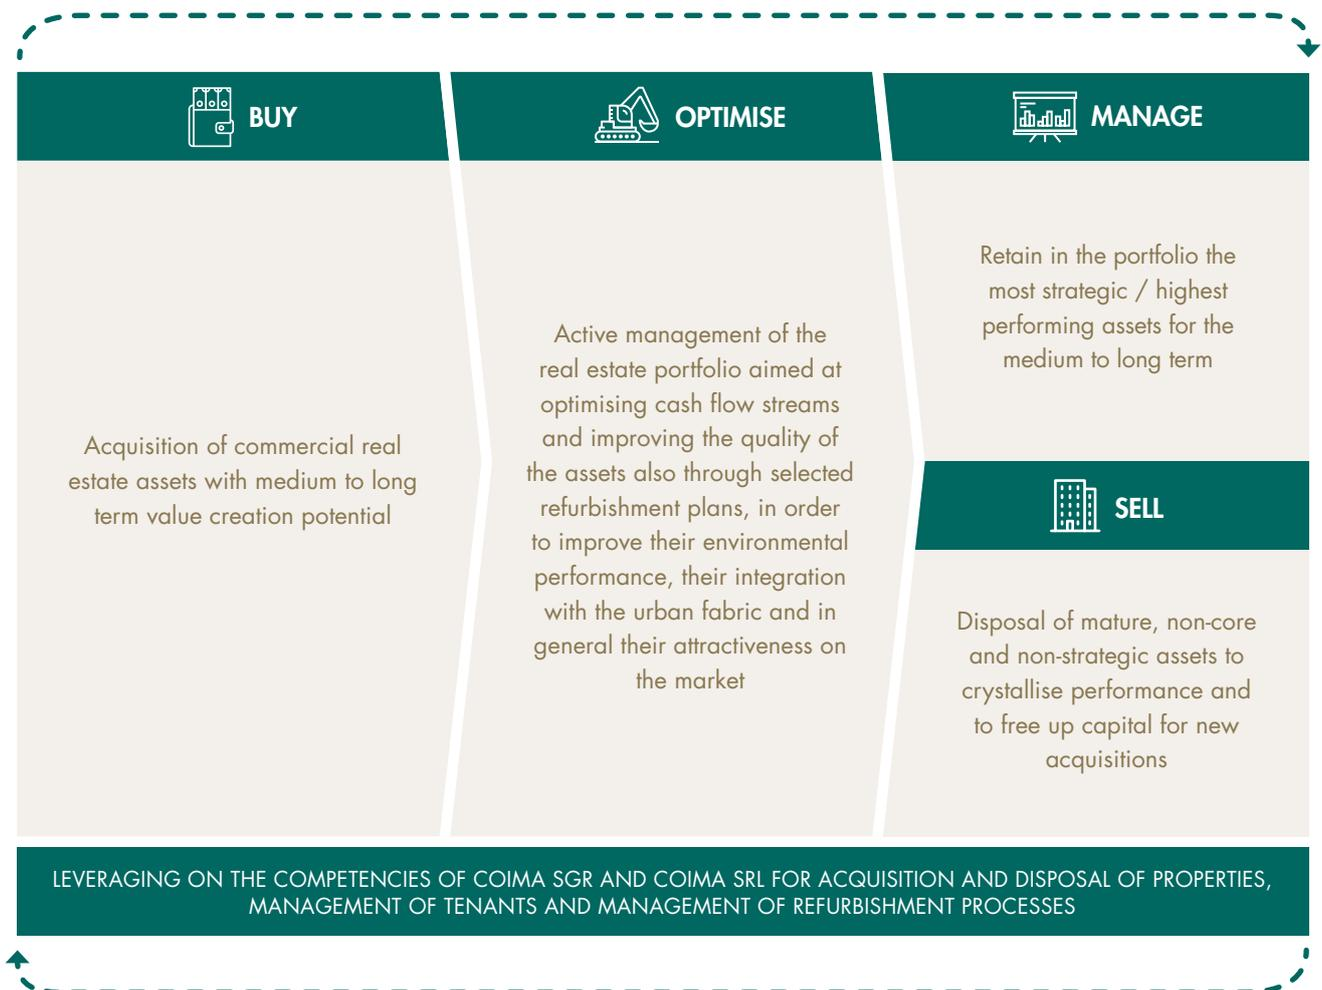 BUY
Acquisition of commercial real
estate assets with medium to long
term value creation potential
OPTIMISE
Active management of the
real estate portfolio aimed at
optimising cash flow streams
and improving the quality of
the assets also through selected
refurbishment plans, in order
to improve their environmental
performance, their integration
with the urban fabric and in
general their attractiveness on
the market
MANAGE
Retain in the portfolio the
most strategic / highest
performing assets for the
medium to long term
SELL
Disposal of mature, non-core
and non-strategic assets to
crystallise performance and
to free up capital for new
acquisitions
LEVERAGING ON THE COMPETENCIES OF COIMA SGR AND COIMA SRL FOR ACQUISITION AND DISPOSAL OF PROPERTIES,
MANAGEMENT OF TENANTS AND MANAGEMENT OF REFURBISHMENT PROCESSES